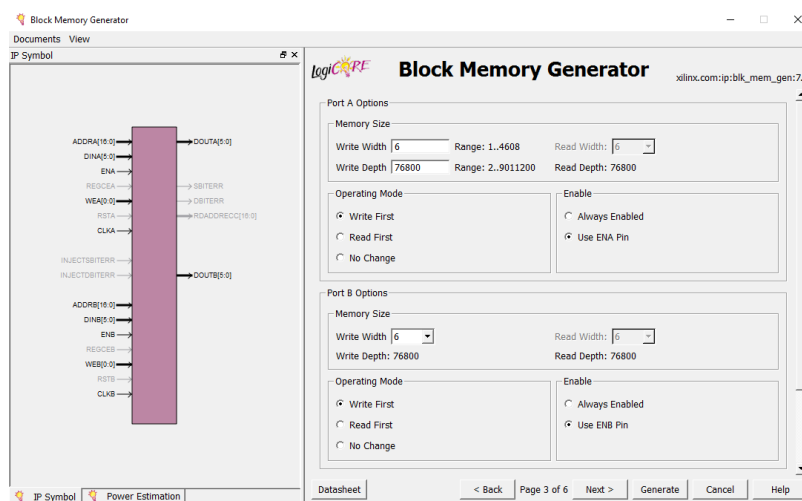 Block Memory Generator
Documents View
IP Symbol
ADDRA[16:0]
DINA[5:0]
ENA
REGCEA
WEA[0:0]
RSTA
CLKA
INJECTSBITERR
INJECTDBITERR
ADDRB[16:0]
DINB[5:0]
ENB
REGCEB
WEB[0:0]
RSTB
CLKB
DOUTA[5:0]
SBITERR
DBITERR
RDADDRECC[16:0]
DOUTB[5:0]
IP Symbol Power Estimation
LogiCORE Block Memory Generator xilinx.com:ip:blk_mem_gen:7.
Port A Options
Memory Size
Write Width 6 Range: 1..4608 Read Width: 6
Write Depth 76800 Range: 2..9011200 Read Depth: 76800
Operating Mode Enable
Write First Always Enabled
Read First Use ENA Pin
No Change
Port B Options
Memory Size
Write Width 6 Read Width: 6
Write Depth: 76800 Read Depth: 76800
Operating Mode Enable
Write First Always Enabled
Read First Use ENB Pin
No Change
Datasheet < Back Page 3 of 6 Next > Generate Cancel Help